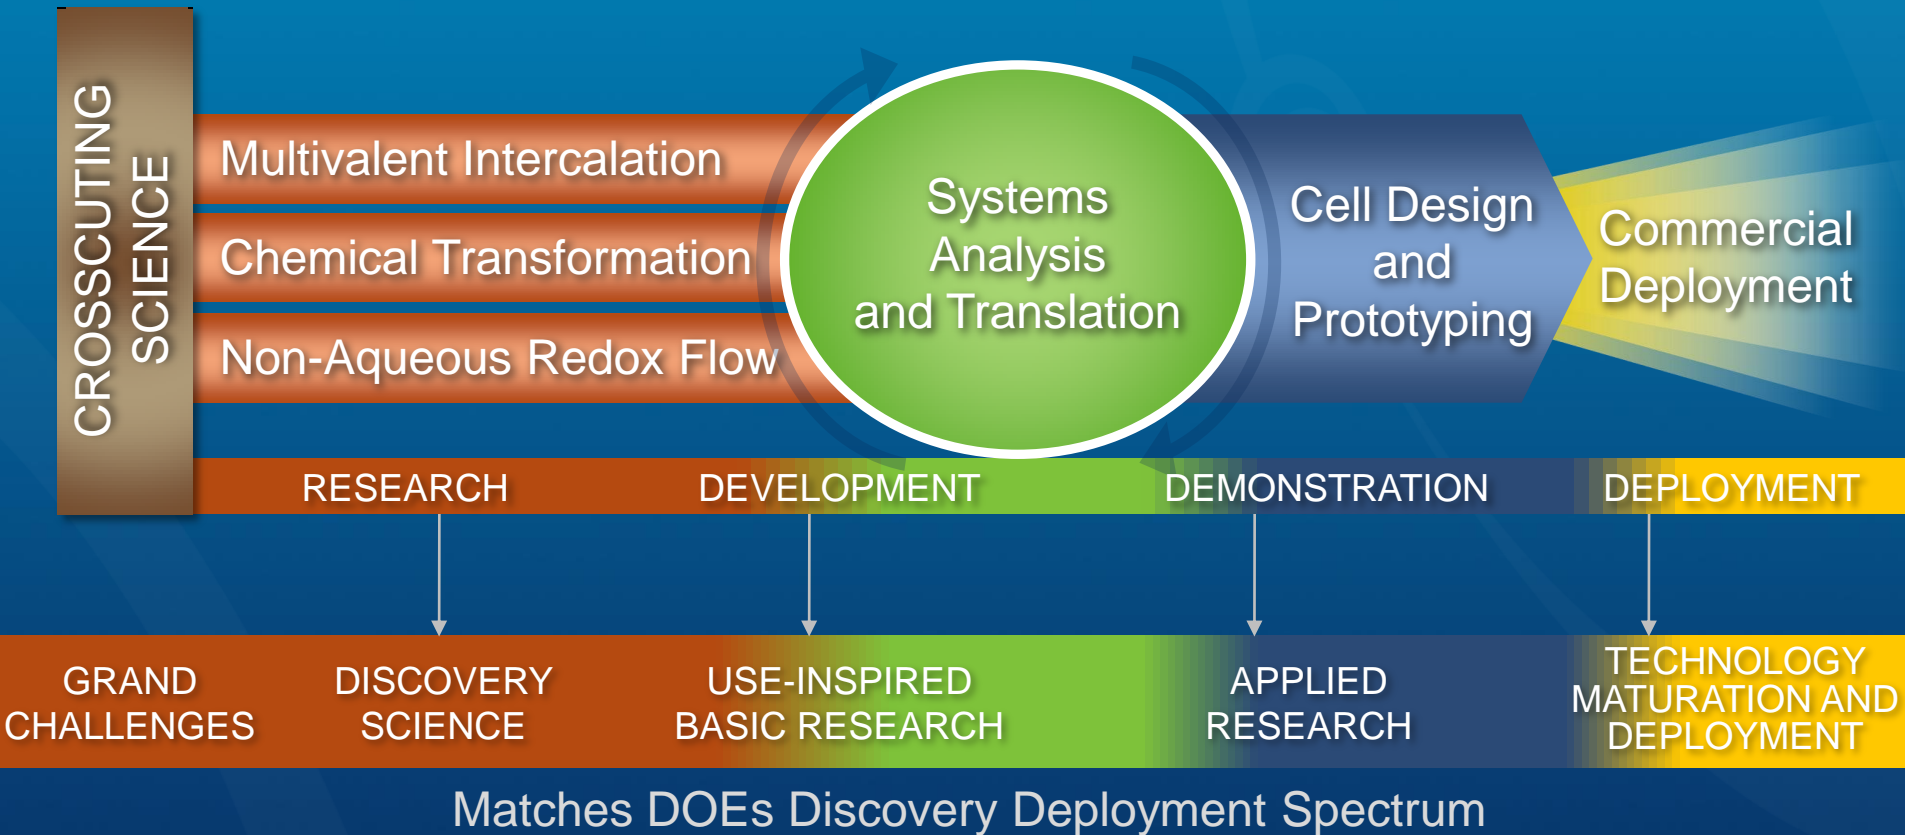 CROSSCUTING
SCIENCE
Multivalent Intercalation
Chemical Transformation
Non-Aqueous Redox Flow
Systems
Analysis
and Translation
Cell Design
and
Prototyping
Commercial
Deployment
RESEARCH
DEVELOPMENT
DEMONSTRATION
DEPLOYMENT
GRAND
CHALLENGES
DISCOVERY
SCIENCE
USE-INSPIRED
BASIC RESEARCH
APPLIED
RESEARCH
TECHNOLOGY
MATURATION AND
DEPLOYMENT
Matches DOEs Discovery Deployment Spectrum